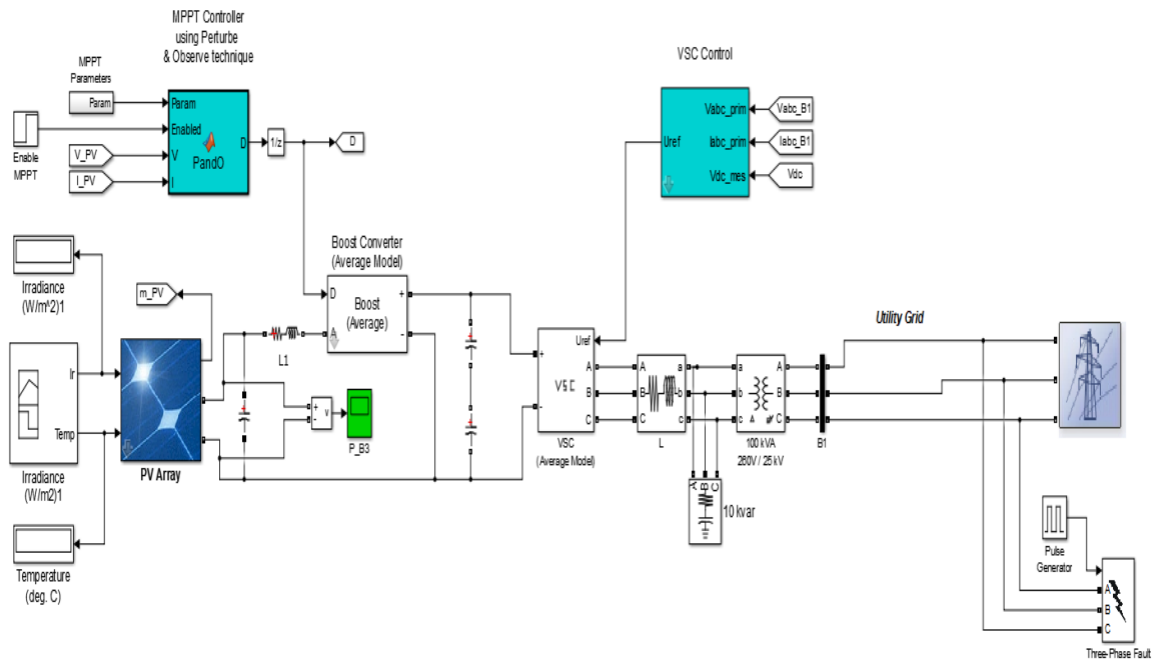 MPPT Controller
using Perturbe
& Observe technique
MPPT
Parameters
Param
Enable
MPPT
V_PV
I_PV
Param
Enabled
V
I
D
PandO
1/z
D
VSC Control
Vabc_prim
Iabc_prim
Vdc_mes
Uref
Vabc_B1
Iabc_B1
Vdc
Irradiance
(W/m^2)1
m_PV
Boost Converter
(Average Model)
D
A
Boost
(Average)
+
-
L1
Ir
Temp
Irradiance
(W/m2)1
PV Array
+
-
v
P_B3
Temperature
(deg. C)
Uref
+
-
VSC
A
B
C
VSC
(Average Model)
A
B
C
a
b
c
L
a
b
c
A
B
C
100 kVA
260V / 25 kV
B1
A
B
C
10 kvar
Utility Grid
Pulse
Generator
A
B
C
Three-Phase Fault